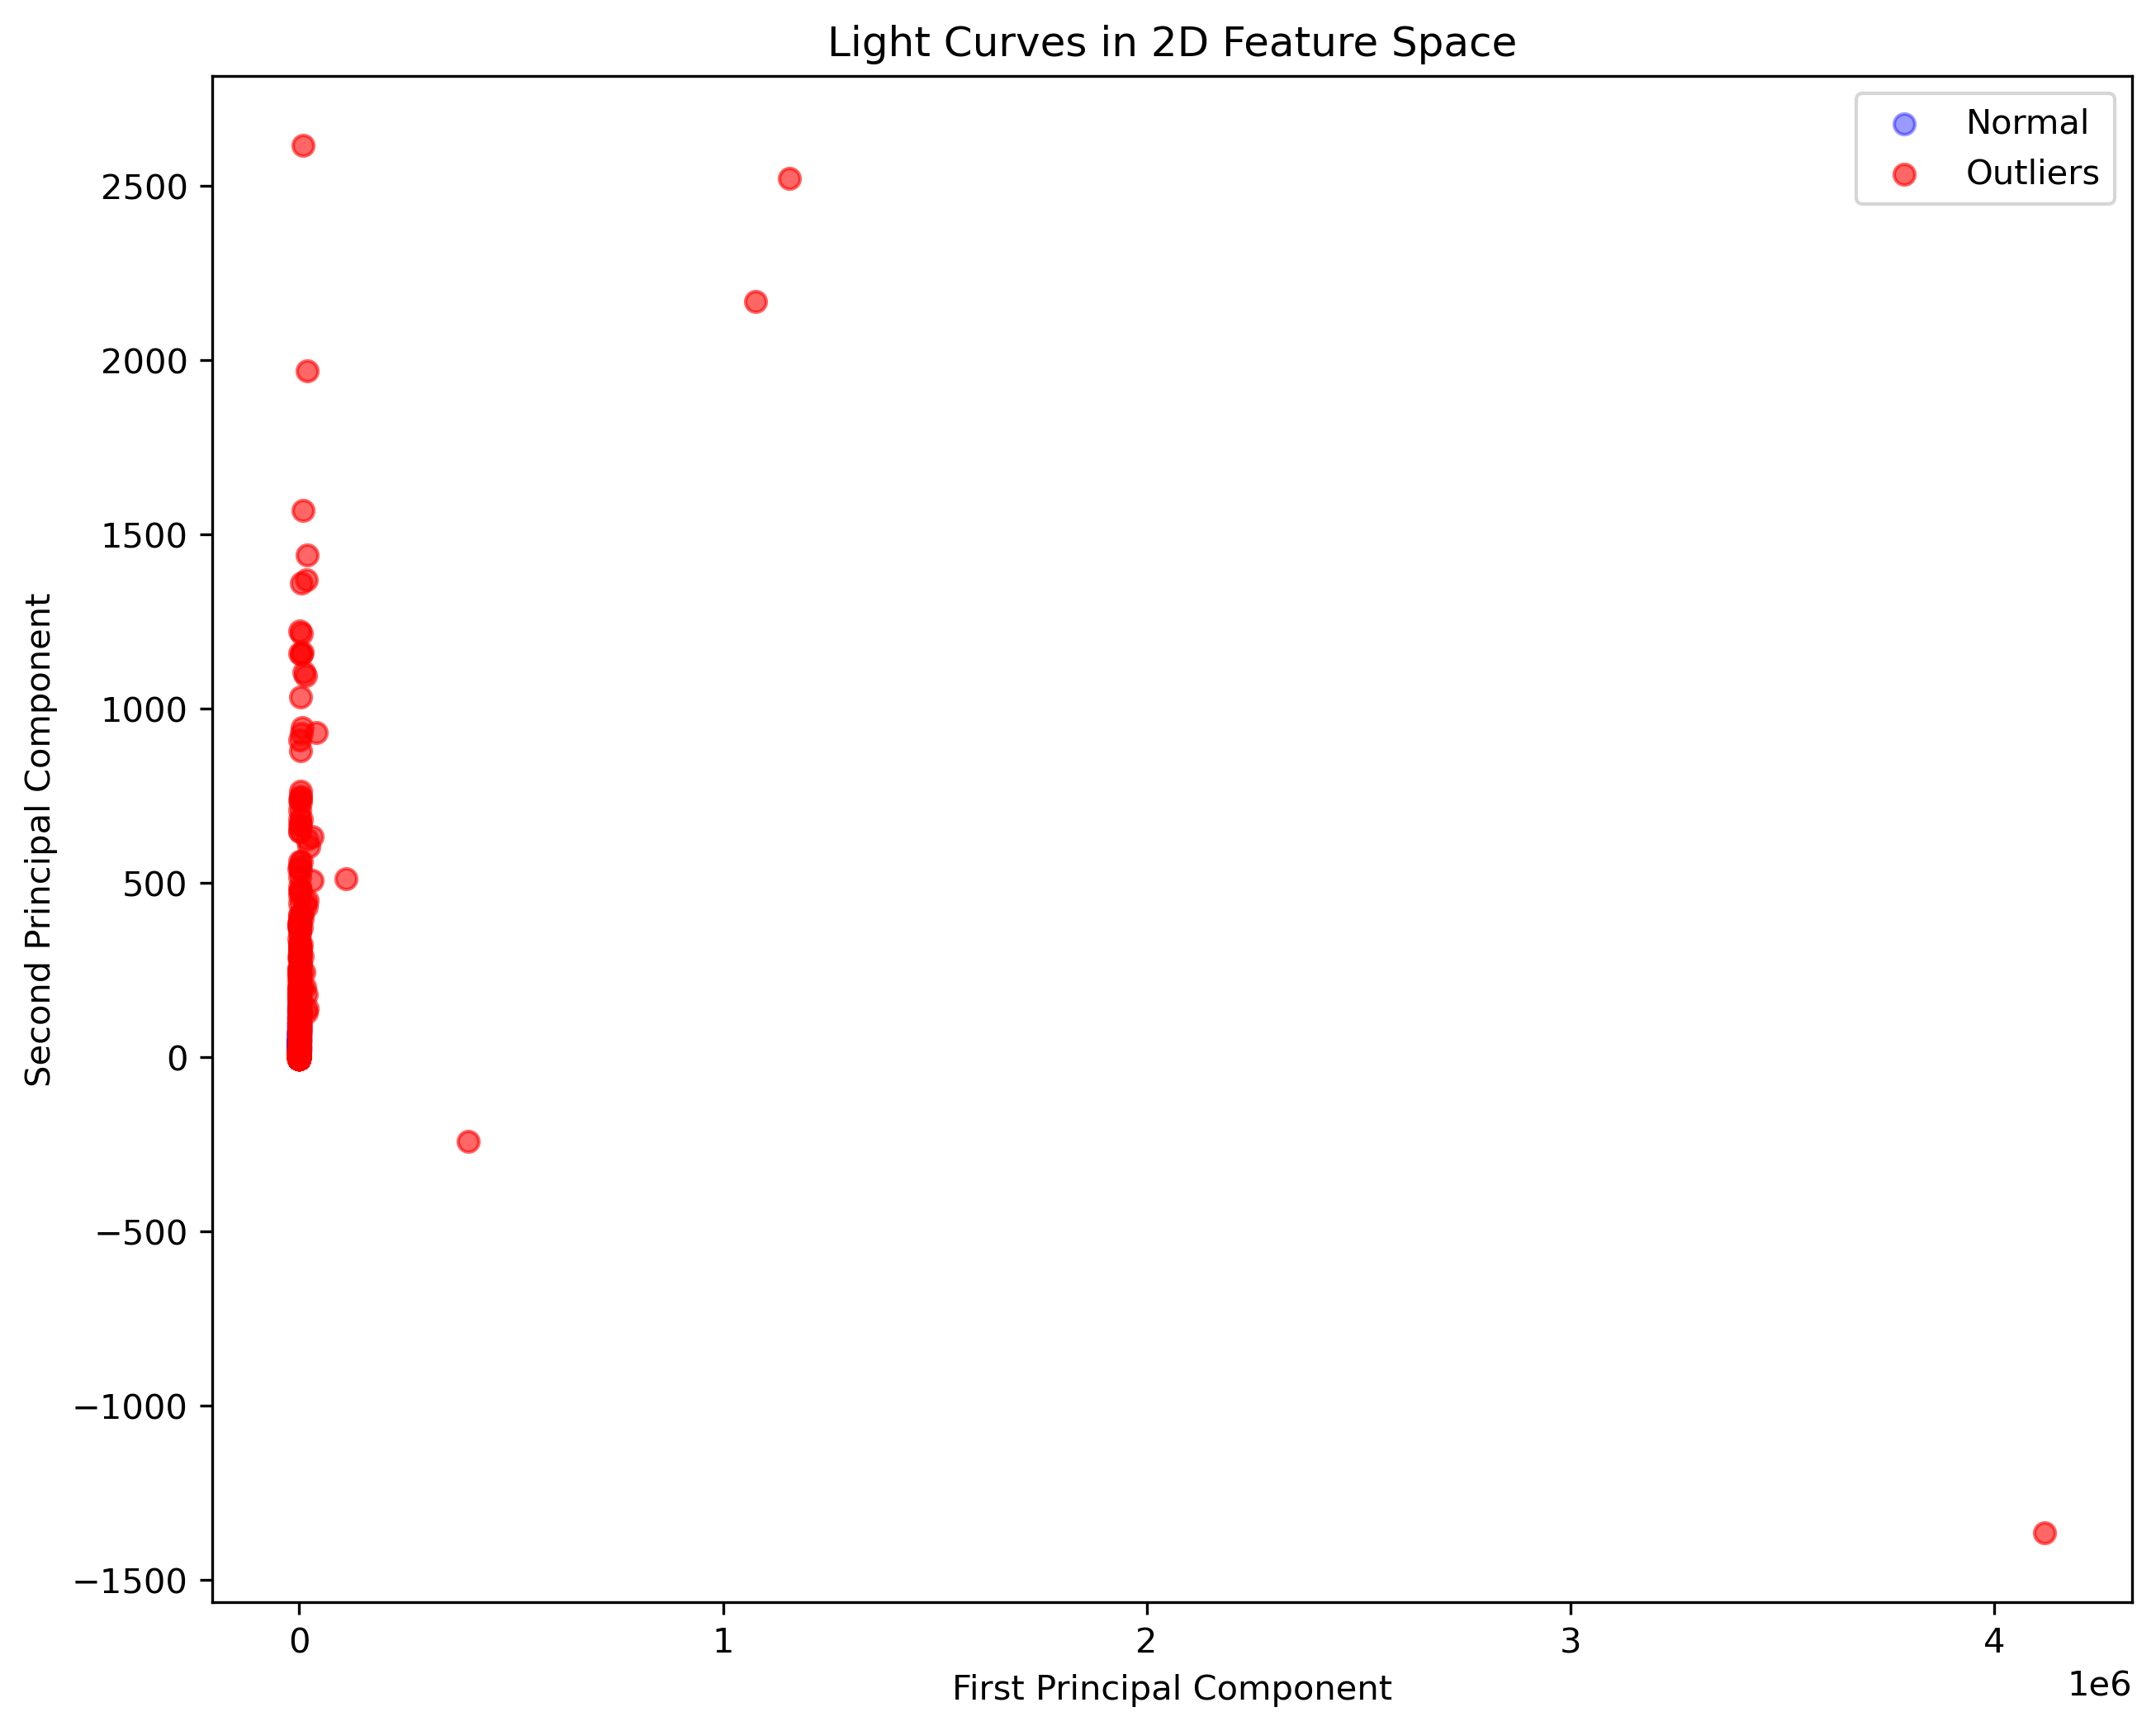 Light Curves in 2D Feature Space
Normal
Outliers
2500
2000
1500
1000
500
0
−500
−1000
−1500
Second Principal Component
0 1 2 3 4
1e6
First Principal Component